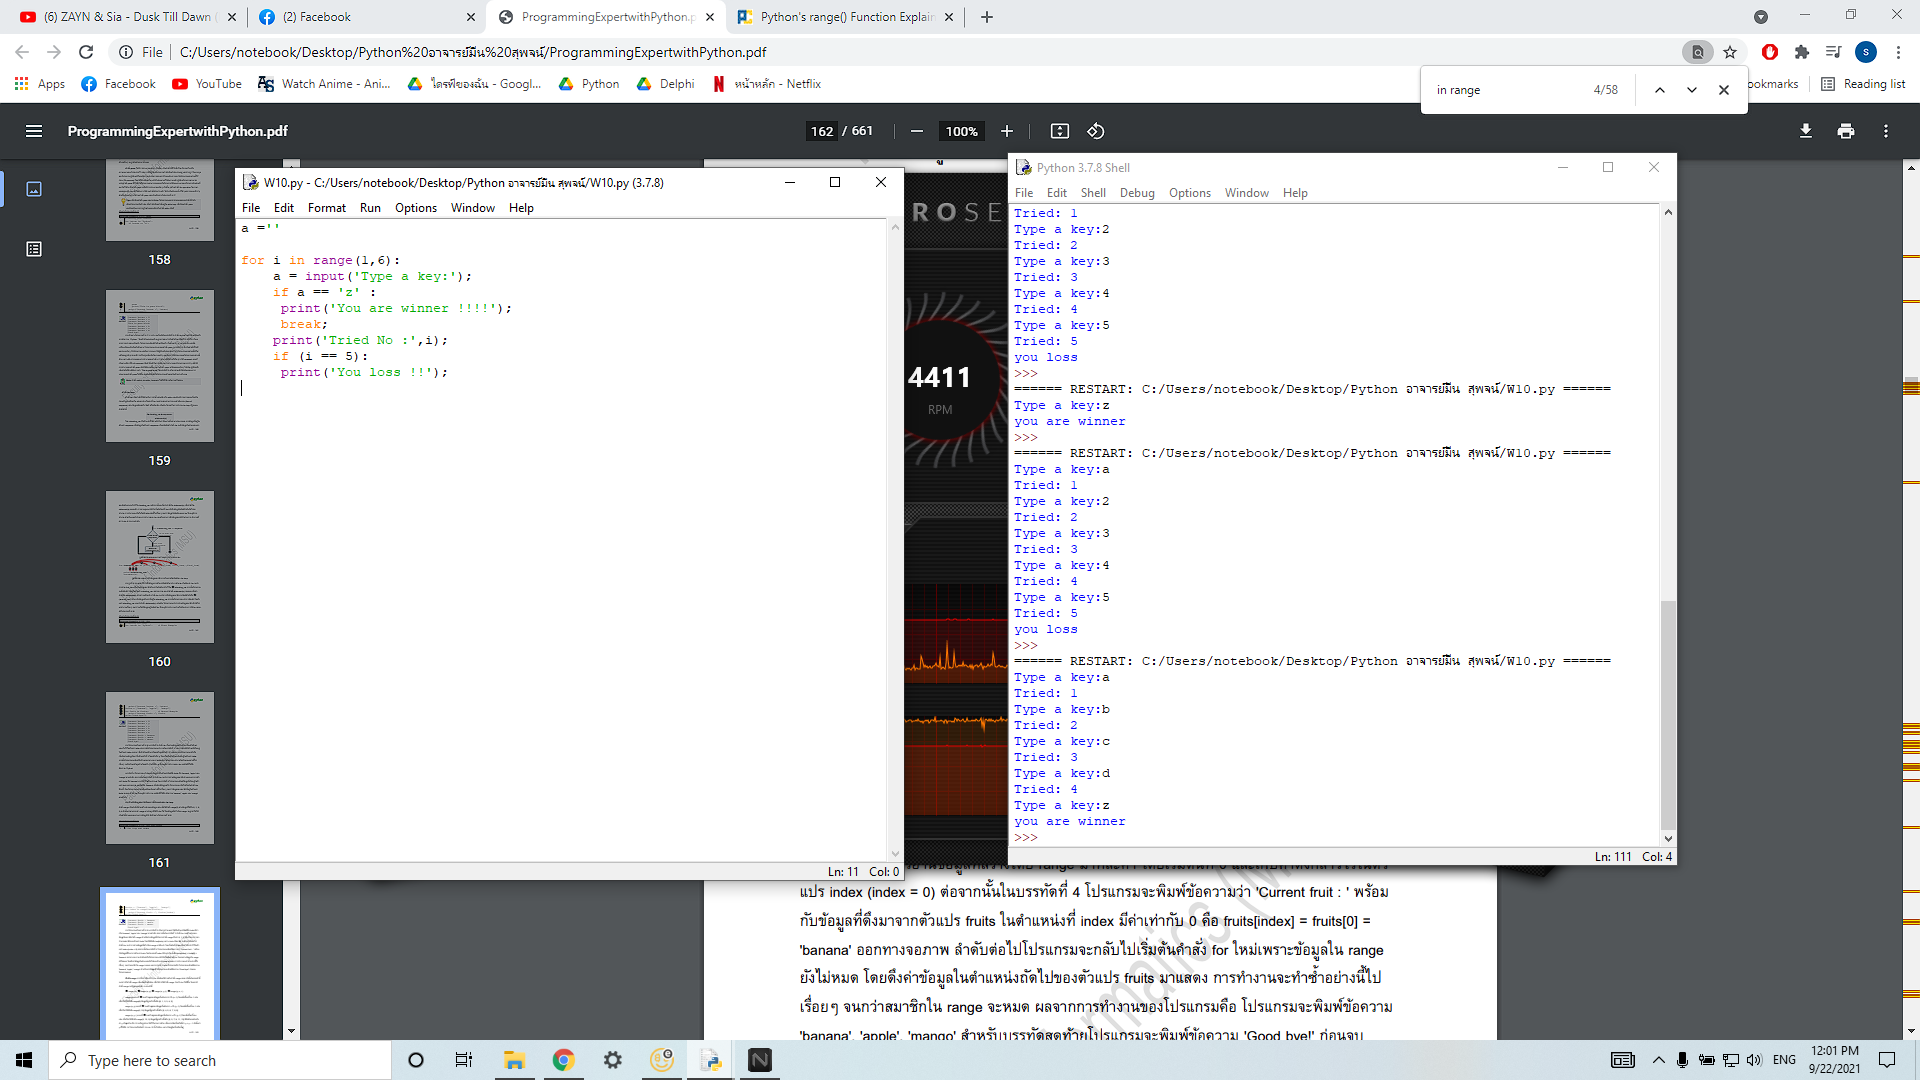 (6) ZAYN & Sia - Dusk Till Dawn
(2) Facebook
ProgrammingExpertwithPython.p
Python's range() Function Explain
File
C:/Users/notebook/Desktop/Python%20อาจารย์มีน%20สุพจน์/ProgrammingExpertwithPython.pdf
S
Apps
Facebook
YouTube
Watch Anime - Ani...
ไดรฟ์ของฉัน - Googl...
Python
Delphi
หน้าหลัก - Netflix
in range
4/58
ookmarks
Reading list
ProgrammingExpertwithPython.pdf
162 / 661
100%
158
159
160
161
W10.py - C:/Users/notebook/Desktop/Python อาจารย์มีน สุพจน์/W10.py (3.7.8)
File Edit Format Run Options Window Help
a =''
for i in range(1,6):
a = input('Type a key:');
if a == 'z' :
print('You are winner !!!!');
break;
print('Tried No :',i);
if (i == 5):
print('You loss !!');
Ln: 11 Col: 0
ROSE
4411
RPM
Python 3.7.8 Shell
File Edit Shell Debug Options Window Help
Tried: 1
Type a key:2
Tried: 2
Type a key:3
Tried: 3
Type a key:4
Tried: 4
Type a key:5
Tried: 5
you loss
>>>
====== RESTART: C:/Users/notebook/Desktop/Python อาจารย์มีน สุพจน์/W10.py ======
Type a key:z
you are winner
>>>
====== RESTART: C:/Users/notebook/Desktop/Python อาจารย์มีน สุพจน์/W10.py ======
Type a key:a
Tried: 1
Type a key:2
Tried: 2
Type a key:3
Tried: 3
Type a key:4
Tried: 4
Type a key:5
Tried: 5
you loss
>>>
====== RESTART: C:/Users/notebook/Desktop/Python อาจารย์มีน สุพจน์/W10.py ======
Type a key:a
Tried: 1
Type a key:b
Tried: 2
Type a key:c
Tried: 3
Type a key:d
Tried: 4
Type a key:z
you are winner
>>>
Ln: 111 Col: 4
แปร index (index = 0) ต่อจากนั้นในบรรทัดที่ 4 โปรแกรมจะพิมพ์ข้อความว่า 'Current fruit : ' พร้อม
กับข้อมูลที่ดึงมาจากตัวแปร fruits ในตำแหน่งที่ index มีค่าเท่ากับ 0 คือ fruits[index] = fruits[0] =
'banana' ออกทางจอภาพ ลำดับต่อไปโปรแกรมจะกลับไปเริ่มต้นคำสั่ง for ใหม่เพราะข้อมูลใน range
ยังไม่หมด โดยดึงค่าข้อมูลในตำแหน่งถัดไปของตัวแปร fruits มาแสดง การทำงานจะทำซ้ำอย่างนี้ไป
เรื่อยๆ จนกว่าสมาชิกใน range จะหมด ผลจากการทำงานของโปรแกรมคือ โปรแกรมจะพิมพ์ข้อความ
'banana', 'apple', 'mango' สำหรับบรรทัดสุดท้ายโปรแกรมจะพิมพ์ข้อความ 'Good bye!' ก่อนจบ
Type here to search
ENG
12:01 PM
9/22/2021